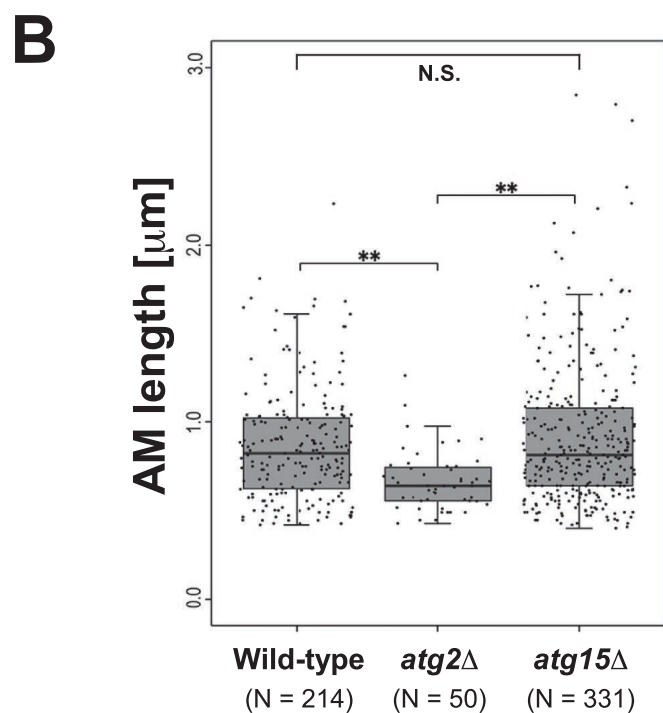 B
AM length [μm]
3.0
2.0
1.0
0.0
N.S.
**
**
Wild-type atg2Δ atg15Δ
(N = 214) (N = 50) (N = 331)